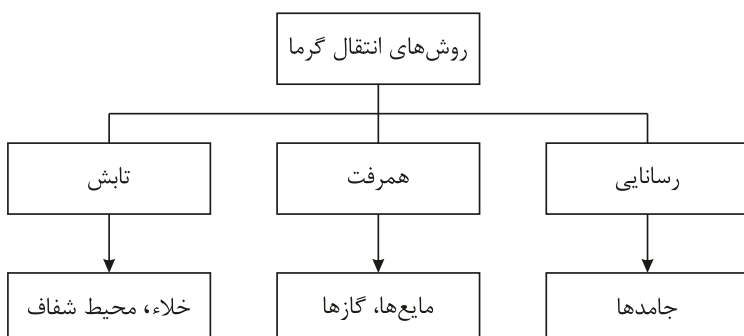 روش‌های انتقال گرما
رسانایی
همرفت
تابش
جامدها
مایع‌ها، گازها
خلاء، محیط شفاف